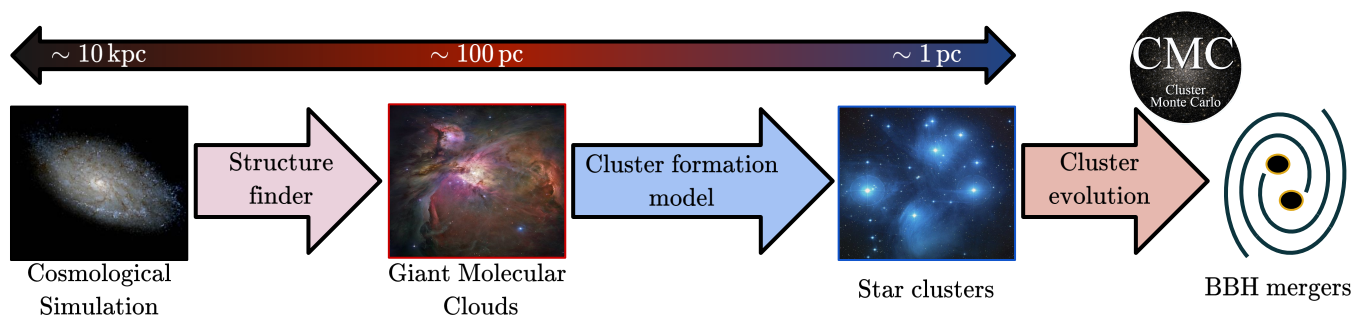 ~ 10 kpc
~ 100 pc
~ 1 pc
CMC
Cluster
Monte Carlo
Structure
finder
Cluster formation
model
Cluster
evolution
Cosmological
Simulation
Giant Molecular
Clouds
Star clusters
BBH mergers